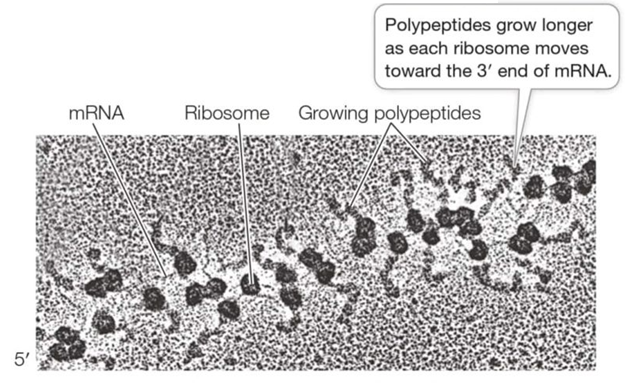 Polypeptides grow longer
as each ribosome moves
toward the 3′ end of mRNA.
mRNA
Ribosome
Growing polypeptides
5′